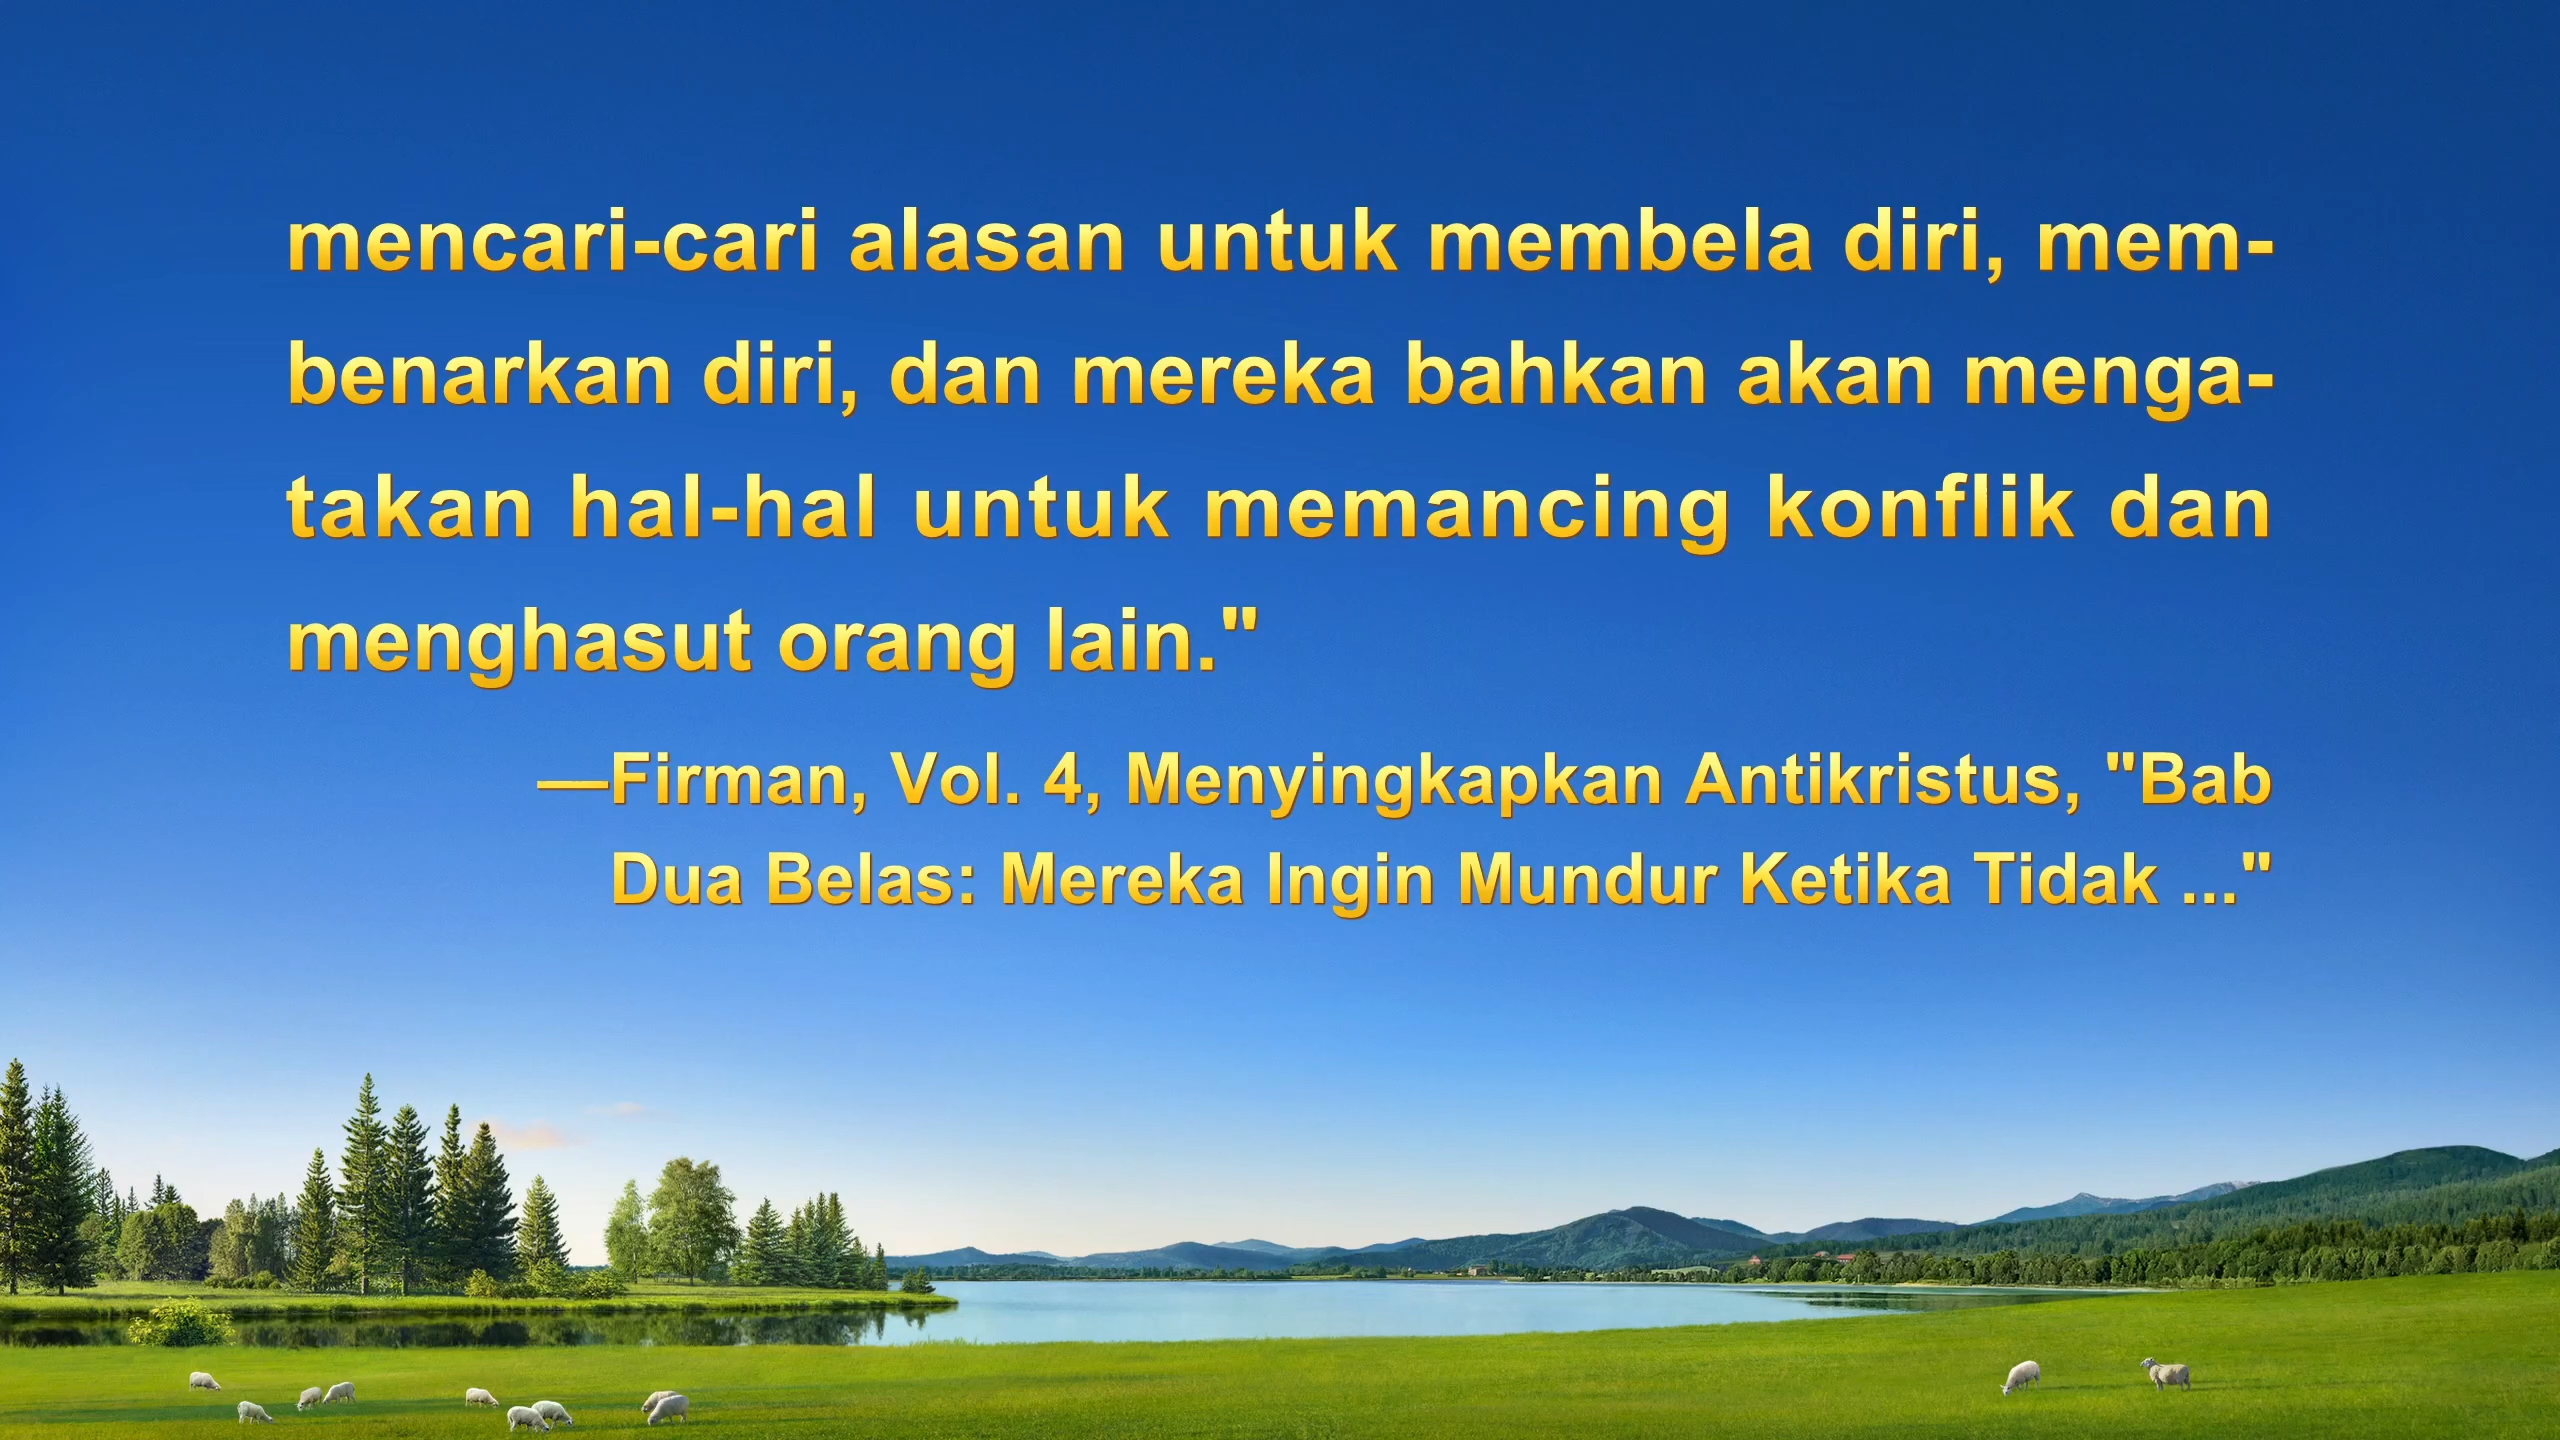 mencari-cari alasan untuk membela diri, mem-
benarkan diri, dan mereka bahkan akan menga-
takan hal-hal untuk memancing konflik dan
menghasut orang lain."
—Firman, Vol. 4, Menyingkapkan Antikristus, "Bab
Dua Belas: Mereka Ingin Mundur Ketika Tidak ..."